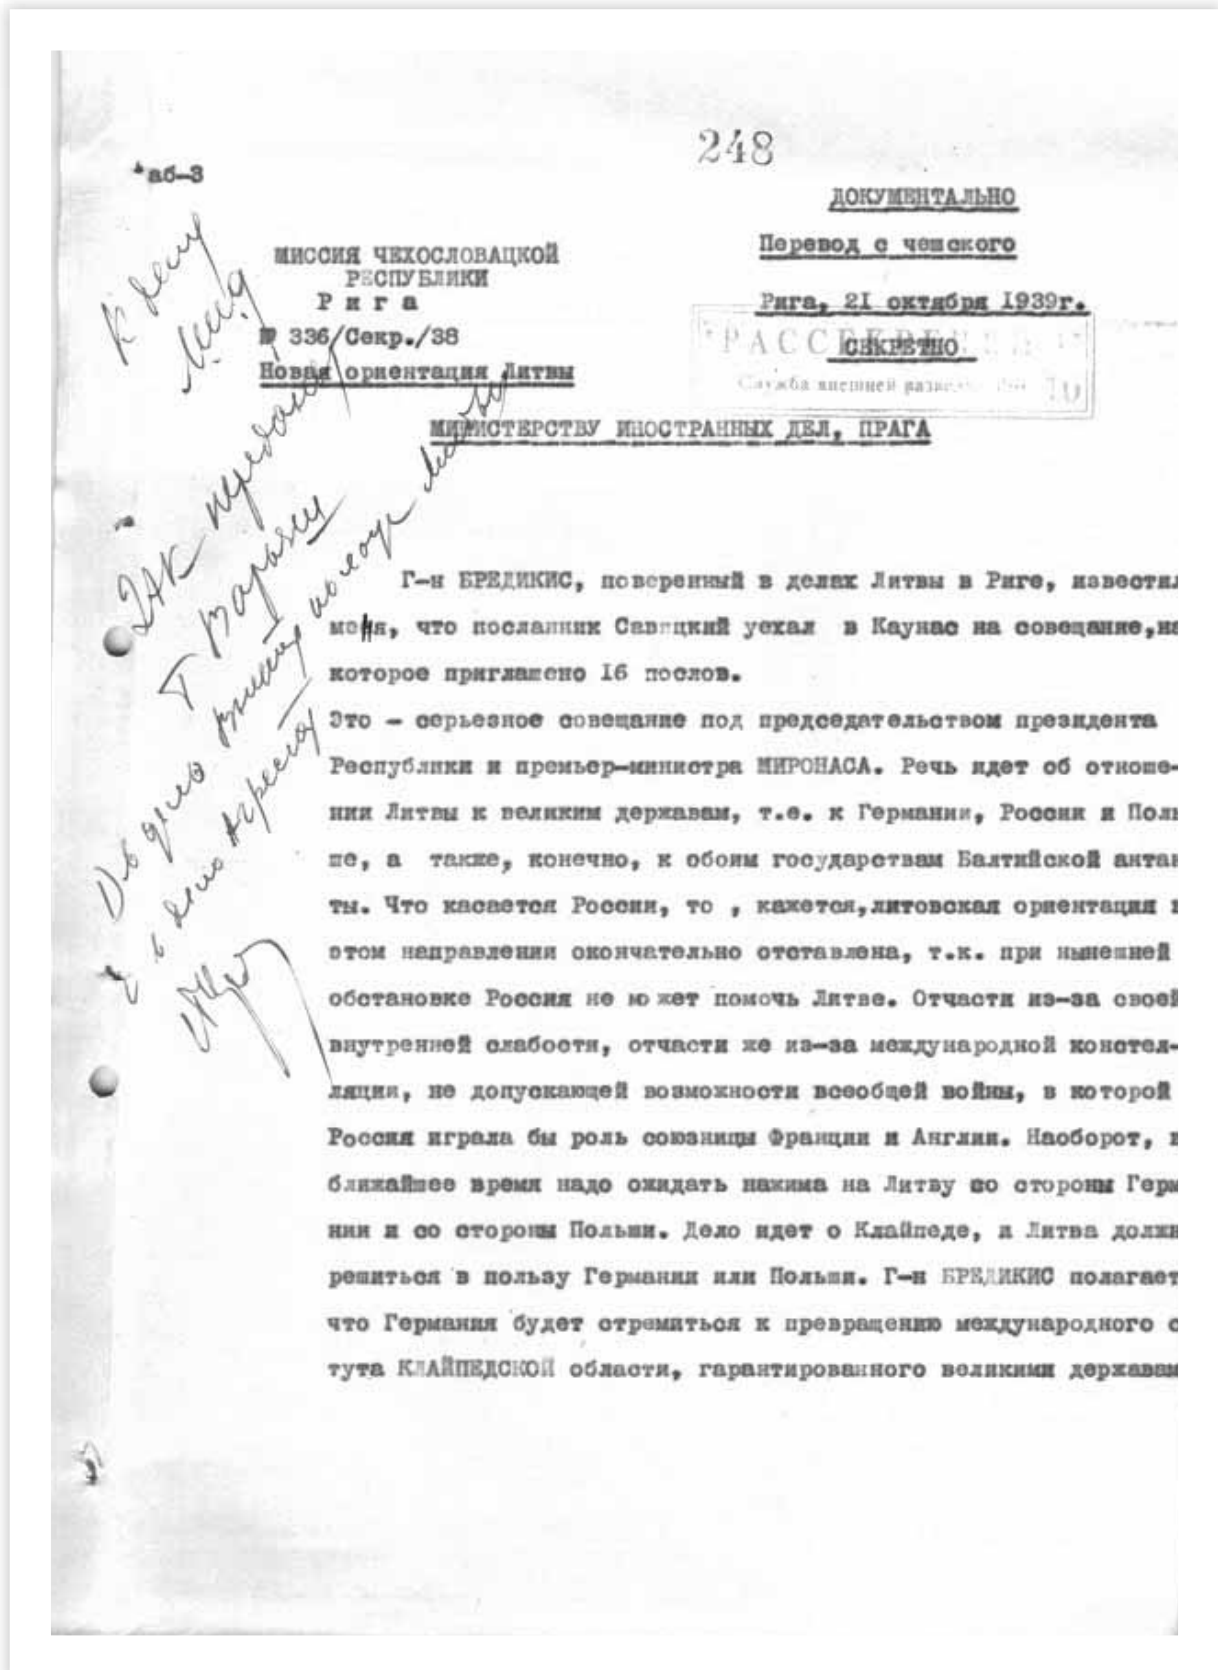 248
аб-3
ДОКУМЕНТАЛЬНО
Перевод с чешского
МИССИЯ ЧЕХОСЛОВАЦКОЙ
РЕСПУБЛИКИ
Рига
Рига, 21 октября 1939г.
№ 336/Секр./38
СЕКРЕТНО
Служба внешней
Новая ориентация Литвы
МИНИСТЕРСТВУ ИНОСТРАННЫХ ДЕЛ, ПРАГА
К делу
ZAK передано
Г-н БРЕДИКИС, поверенный в делах Литвы в Риге, известил
меня, что посланник Савицкий уехал в Каунас на совещание,на
которое приглашено 16 послов.
Это - серьезное совещание под председательством президента
Республики и премьер-министра МИРОНАСА. Речь идет об отноше-
нии Литвы к великим державам, т.е. к Германии, России и Поль
ше, а также, конечно, к обоим государствам Балтийской антан
ты. Что касается России, то , кажется,литовская ориентация в
этом направлении окончательно отставлена, т.к. при нынешней
обстановке Россия не может помочь Литве. Отчасти из-за своей
внутренней слабости, отчасти же из-за международной констел-
ляции, не допускающей возможности всеобщей войны, в которой
Россия играла бы роль союзницы Франции и Англии. Наоборот, в
ближайшее время надо ожидать нажима на Литву со стороны Герм
нии и со стороны Польши. Дело идет о Клайпеде, и Литва должн
решиться в пользу Германии или Польши. Г-н БРЕДИКИС полагает
что Германия будет стремиться к превращению международного с
тута КЛАЙПЕДСКОЙ области, гарантированного великими державам